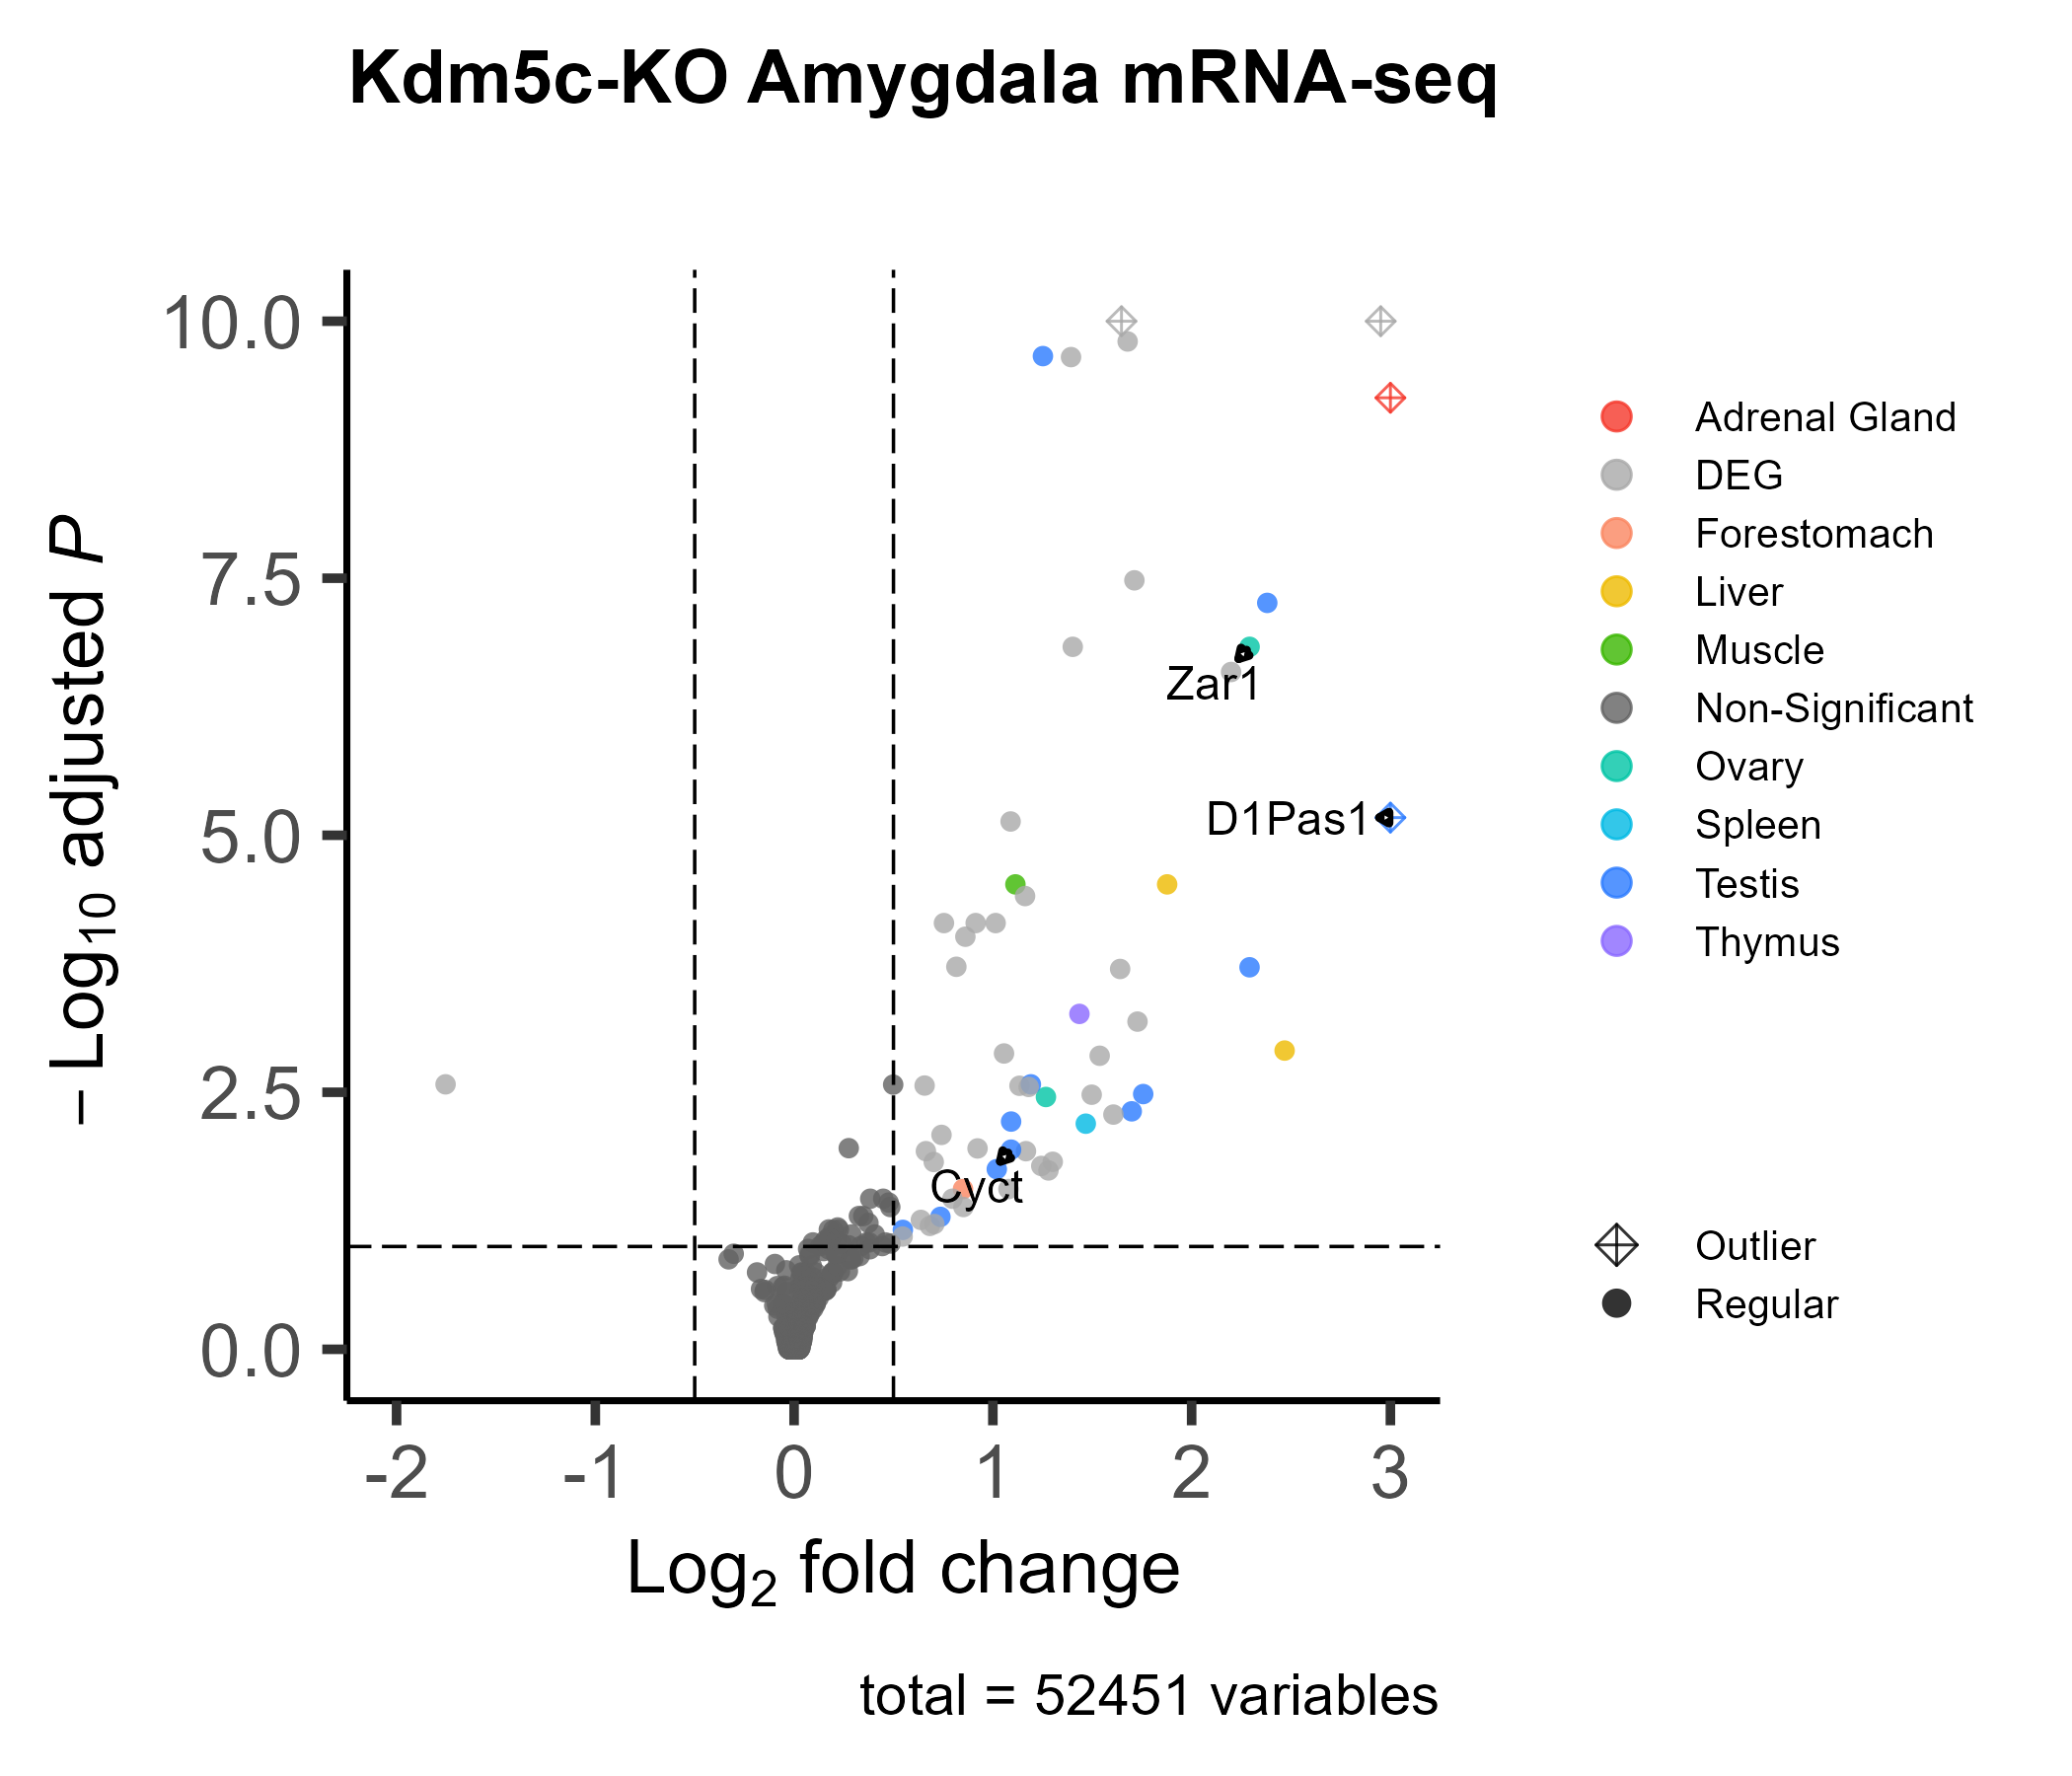 Kdm5c-KO Amygdala mRNA-seq
− Log₁₀ adjusted P
10.0
7.5
5.0
2.5
0.0
Zar1
D1Pas1
Cyct
-2 -1 0 1 2 3
Log₂ fold change
total = 52451 variables
Adrenal Gland
DEG
Forestomach
Liver
Muscle
Non-Significant
Ovary
Spleen
Testis
Thymus
Outlier
Regular